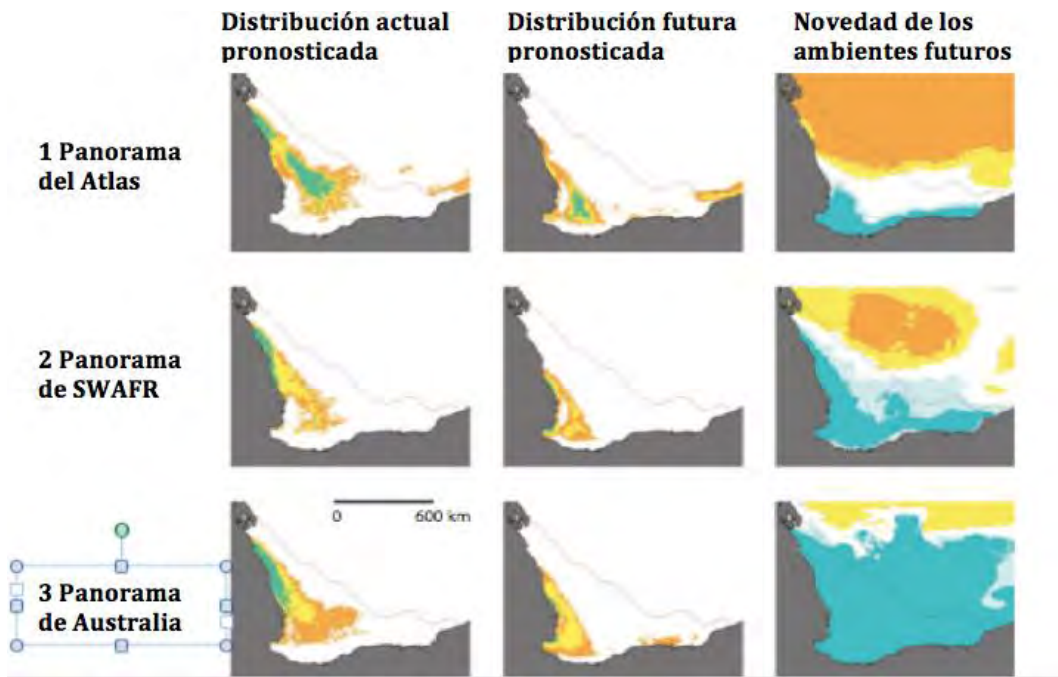 Distribución actual
pronosticada
Distribución futura
pronosticada
Novedad de los
ambientes futuros
1 Panorama
del Atlas
2 Panorama
de SWAFR
0 600 km
3 Panorama
de Australia